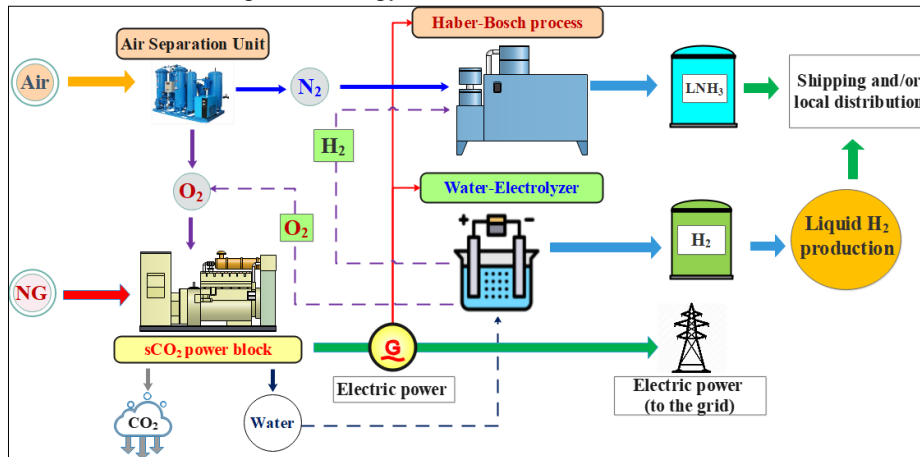 Haber-Bosch process
Air Separation Unit
Air
N₂
LNH₃
Shipping and/or
local distribution
H₂
O₂
Water-Electrolyzer
O₂
+
-
H₂
Liquid H₂
production
NG
sCO₂ power block
G
Electric power
Electric power
(to the grid)
CO₂
Water